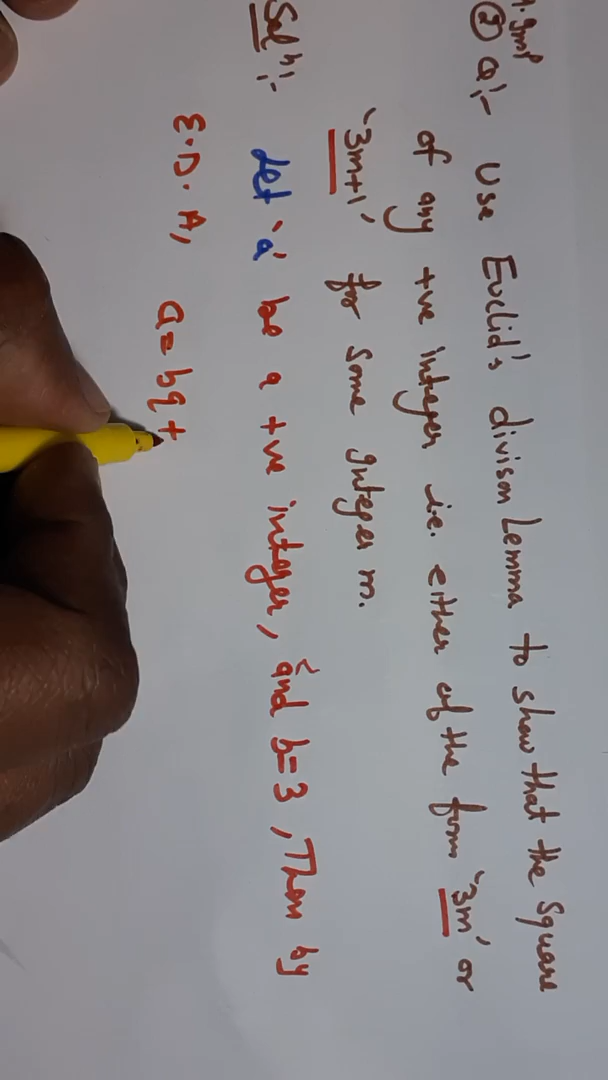 V. Imp
② Q:- Use Euclid's divison Lemma to show that the square
of any +ve integer i.e. either of the form '3m' or
'3m+1' for some integer m.
Solⁿ:-
Let 'a' be a +ve integer, and b=3, Then by
E.D.A, a=bq+